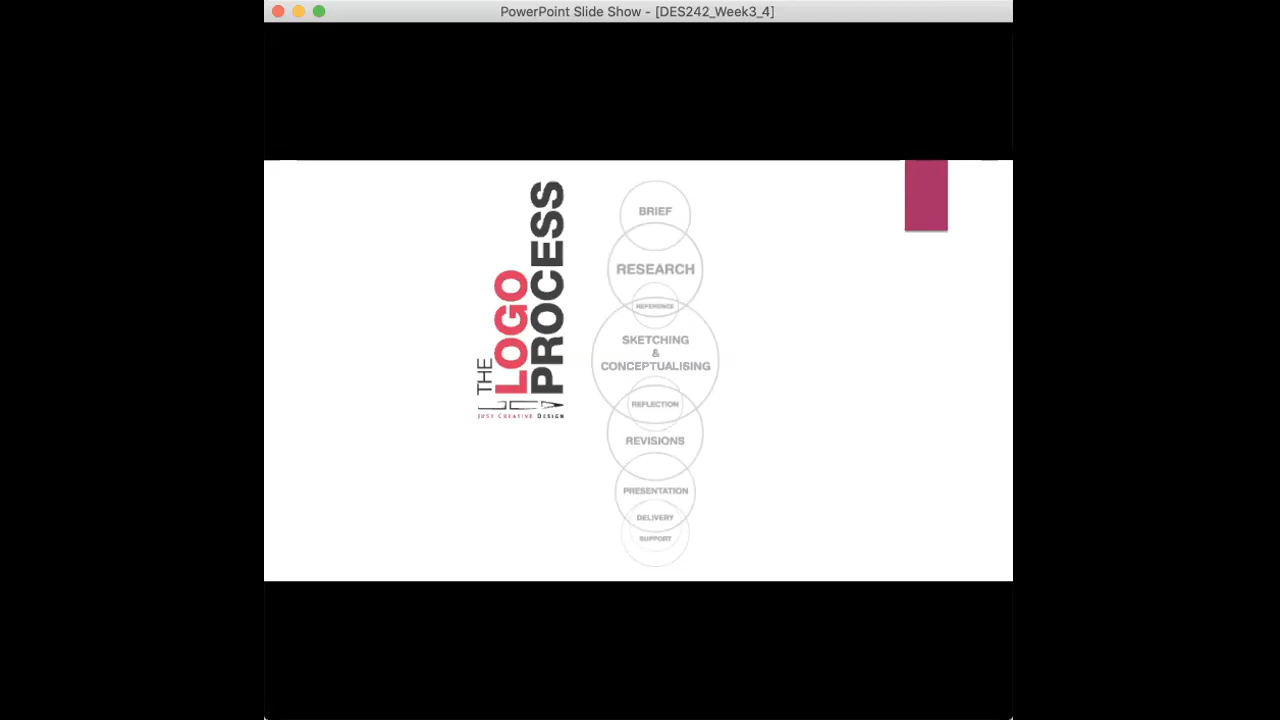 PowerPoint Slide Show - [DES242_Week3_4]
THE
LOGO
PROCESS
JUST CREATIVE DESIGN
BRIEF
RESEARCH
REFERENCE
SKETCHING
&
CONCEPTUALISING
REFLECTION
REVISIONS
PRESENTATION
DELIVERY
SUPPORT